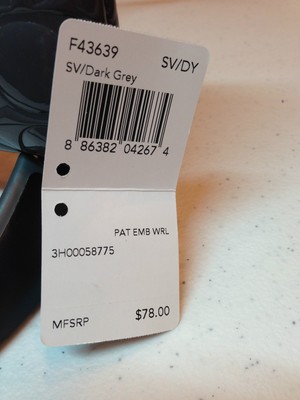 F43639 SV/DY
SV/Dark Grey
8 86382 04267 4
PAT EMB WRL
3H00058775
MFSRP $78.00